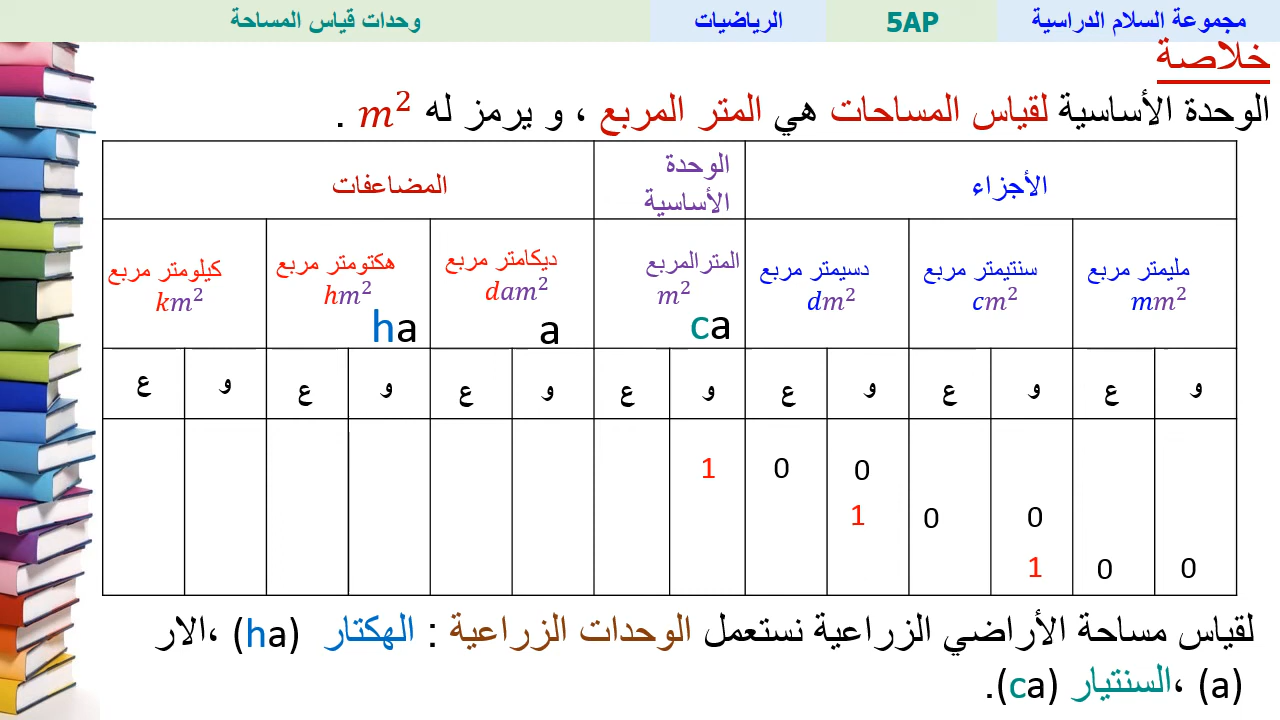 مجموعة السلام الدراسية 5AP الرياضيات وحدات قياس المساحة
خلاصة
الوحدة الأساسية لقياس المساحات هي المتر المربع ، و يرمز له m² .
الأجزاء الوحدة الأساسية المضاعفات
مليمتر مربع mm² سنتيمتر مربع cm² دسيمتر مربع dm² المترالمربع m² ca ديكامتر مربع dam² a هكتومتر مربع hm² ha كيلومتر مربع km²
و ع و ع و ع و ع و ع و ع و ع
1 0 0
1 0 0
1 0 0
لقياس مساحة الأراضي الزراعية نستعمل الوحدات الزراعية : الهكتار (ha) ،الار
(a) ،السنتيار (ca).